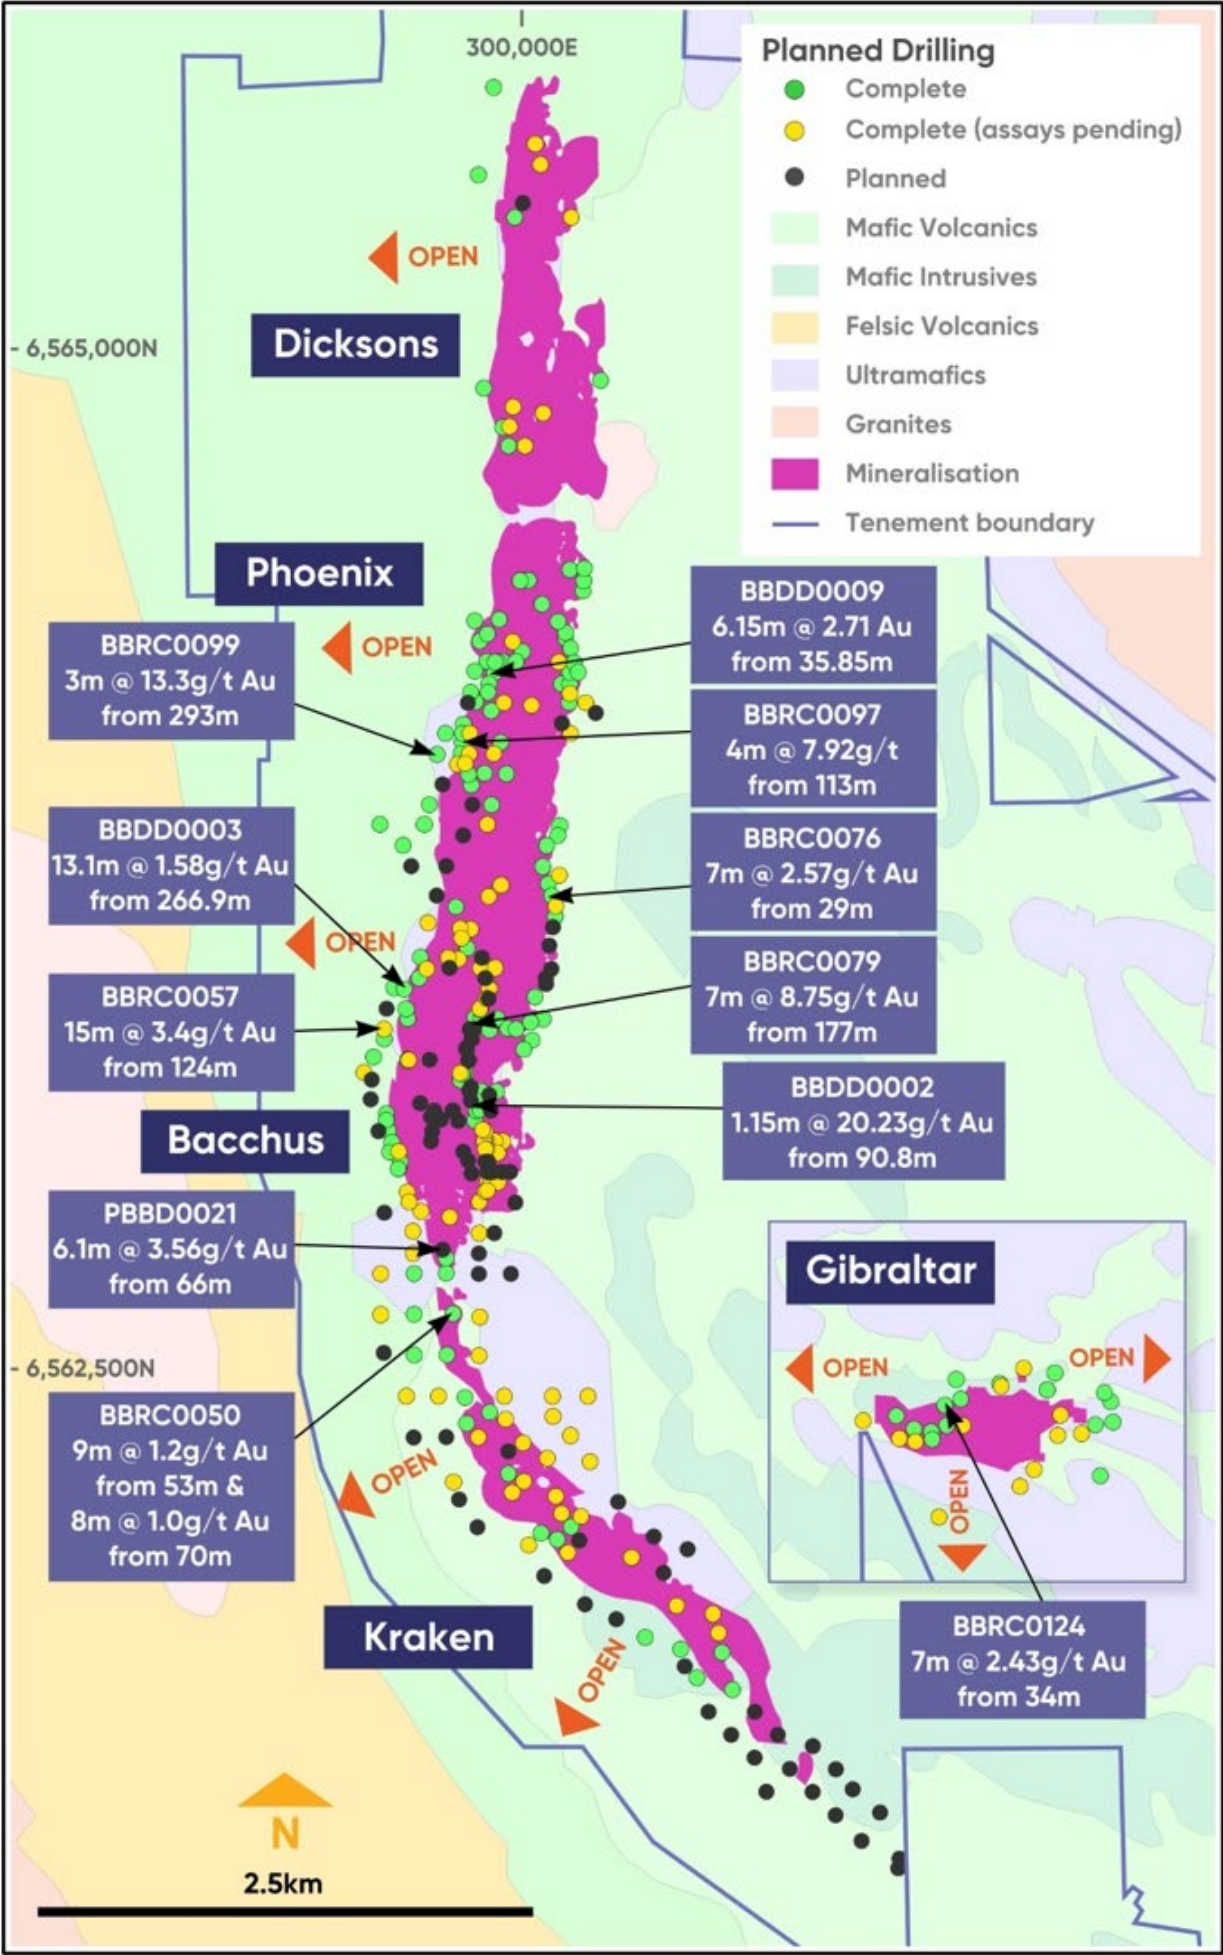 300,000E
Planned Drilling
Complete
Complete (assays pending)
Planned
Mafic Volcanics
Mafic Intrusives
Felsic Volcanics
Ultramafics
Granites
Mineralisation
Tenement boundary
OPEN
Dicksons
- 6,565,000N
Phoenix
OPEN
BBRC0099
3m @ 13.3g/t Au
from 293m
BBDD0009
6.15m @ 2.71 Au
from 35.85m
BBRC0097
4m @ 7.92g/t
from 113m
BBDD0003
13.1m @ 1.58g/t Au
from 266.9m
BBRC0076
7m @ 2.57g/t Au
from 29m
OPEN
BBRC0057
15m @ 3.4g/t Au
from 124m
BBRC0079
7m @ 8.75g/t Au
from 177m
BBDD0002
1.15m @ 20.23g/t Au
from 90.8m
Bacchus
PBBD0021
6.1m @ 3.56g/t Au
from 66m
- 6,562,500N
BBRC0050
9m @ 1.2g/t Au
from 53m &
8m @ 1.0g/t Au
from 70m
OPEN
Gibraltar
OPEN
OPEN
OPEN
BBRC0124
7m @ 2.43g/t Au
from 34m
Kraken
OPEN
N
2.5km